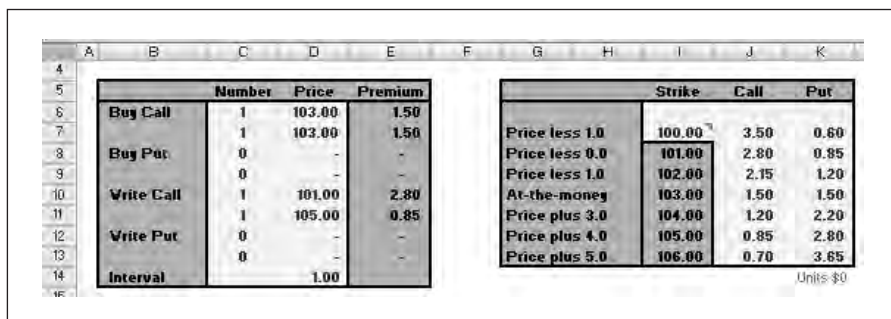 A B C D E F G H I J K
4
5 Number Price Premium Strike Call Put
6 Buy Call 1 103.00 1.50
7 1 103.00 1.50 Price less 1.0 100.00 3.50 0.60
8 Buy Put 0 - - Price less 0.0 101.00 2.80 0.85
9 0 - - Price less 1.0 102.00 2.15 1.20
10 Write Call 1 101.00 2.80 At-the-money 103.00 1.50 1.50
11 1 105.00 0.85 Price plus 3.0 104.00 1.20 2.20
12 Write Put 0 - - Price plus 4.0 105.00 0.85 2.80
13 0 - - Price plus 5.0 106.00 0.70 3.65
14 Interval 1.00 Units $0
15